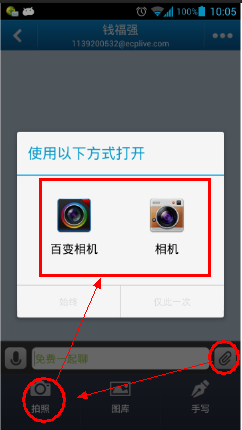 100% 10:05
钱福强
1139200632@ecplive.com
使用以下方式打开
百变相机 相机
始终 仅此一次
免费一起聊
拍照 图库 手写